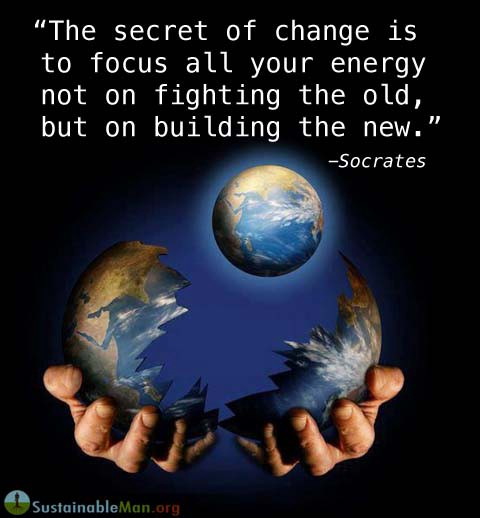 “The secret of change is
to focus all your energy
not on fighting the old,
but on building the new.”
–Socrates
SustainableMan.org